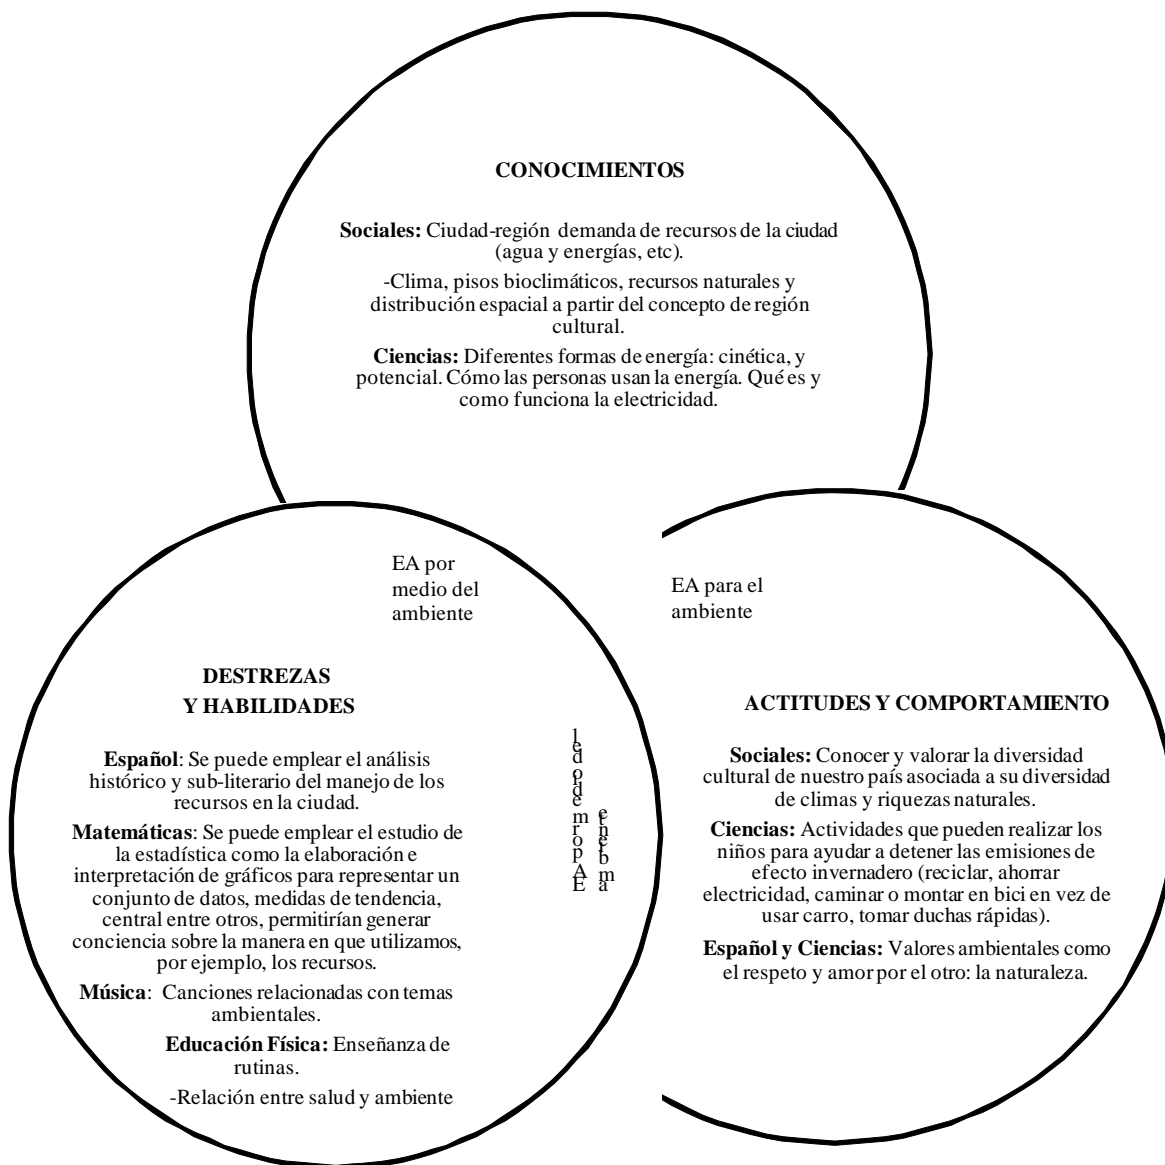 CONOCIMIENTOS
Sociales: Ciudad-región demanda de recursos de la ciudad
(agua y energías, etc).
-Clima, pisos bioclimáticos, recursos naturales y
distribución espacial a partir del concepto de región
cultural.
Ciencias: Diferentes formas de energía: cinética, y
potencial. Cómo las personas usan la energía. Qué es y
como funciona la electricidad.
EA por
medio del
ambiente
EA para el
ambiente
DESTREZAS
Y HABILIDADES
Español: Se puede emplear el análisis
histórico y sub-literario del manejo de los
recursos en la ciudad.
Matemáticas: Se puede emplear el estudio de
la estadística como la elaboración e
interpretación de gráficos para representar un
conjunto de datos, medidas de tendencia,
central entre otros, permitirían generar
conciencia sobre la manera en que utilizamos,
por ejemplo, los recursos.
Música: Canciones relacionadas con temas
ambientales.
Educación Física: Enseñanza de
rutinas.
-Relación entre salud y ambiente
EA por medio del
ambiente
ACTITUDES Y COMPORTAMIENTO
Sociales: Conocer y valorar la diversidad
cultural de nuestro país asociada a su diversidad
de climas y riquezas naturales.
Ciencias: Actividades que pueden realizar los
niños para ayudar a detener las emisiones de
efecto invernadero (reciclar, ahorrar
electricidad, caminar o montar en bici en vez de
usar carro, tomar duchas rápidas).
Español y Ciencias: Valores ambientales como
el respeto y amor por el otro: la naturaleza.